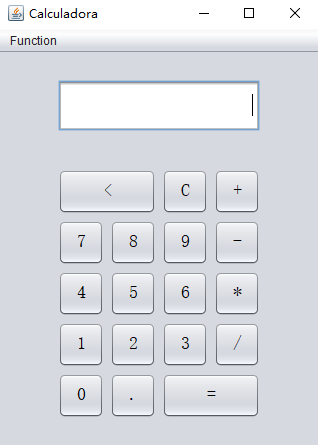 Calculadora
Function
< C +
7 8 9 -
4 5 6 *
1 2 3 /
0 . =